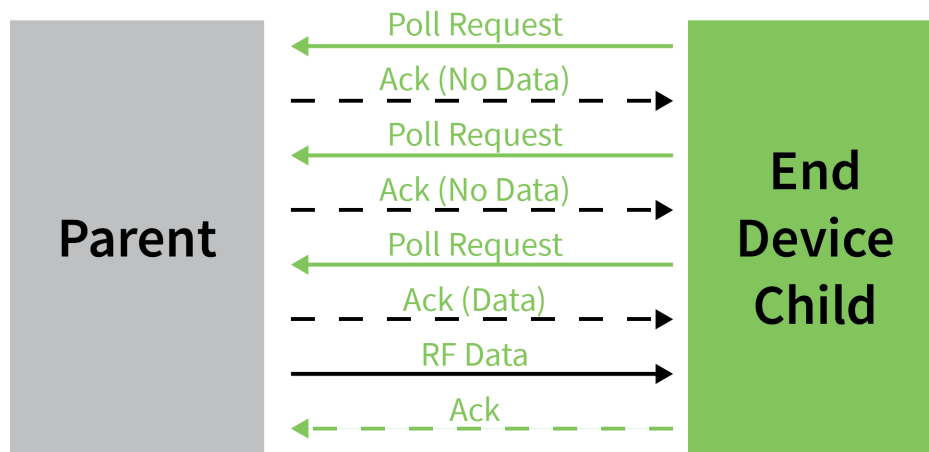 Poll Request
Ack (No Data)
Poll Request
Ack (No Data)
Poll Request
Ack (Data)
RF Data
Ack
Parent
End
Device
Child